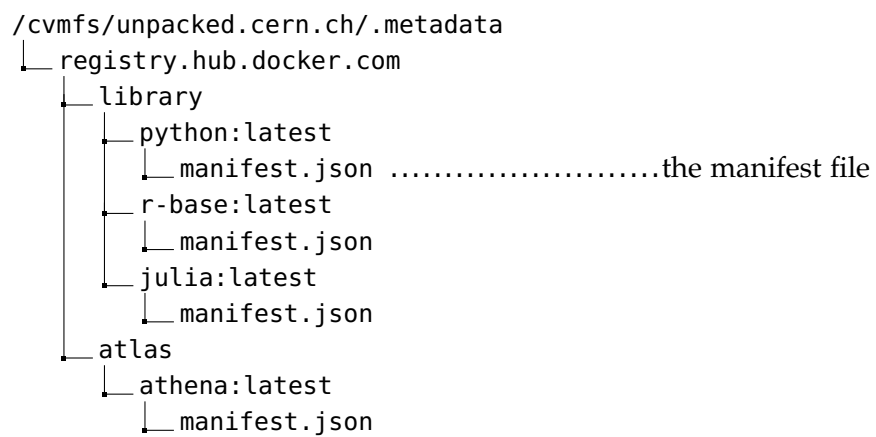 /cvmfs/unpacked.cern.ch/.metadata
registry.hub.docker.com
library
python:latest
manifest.json .........................the manifest file
r-base:latest
manifest.json
julia:latest
manifest.json
atlas
athena:latest
manifest.json